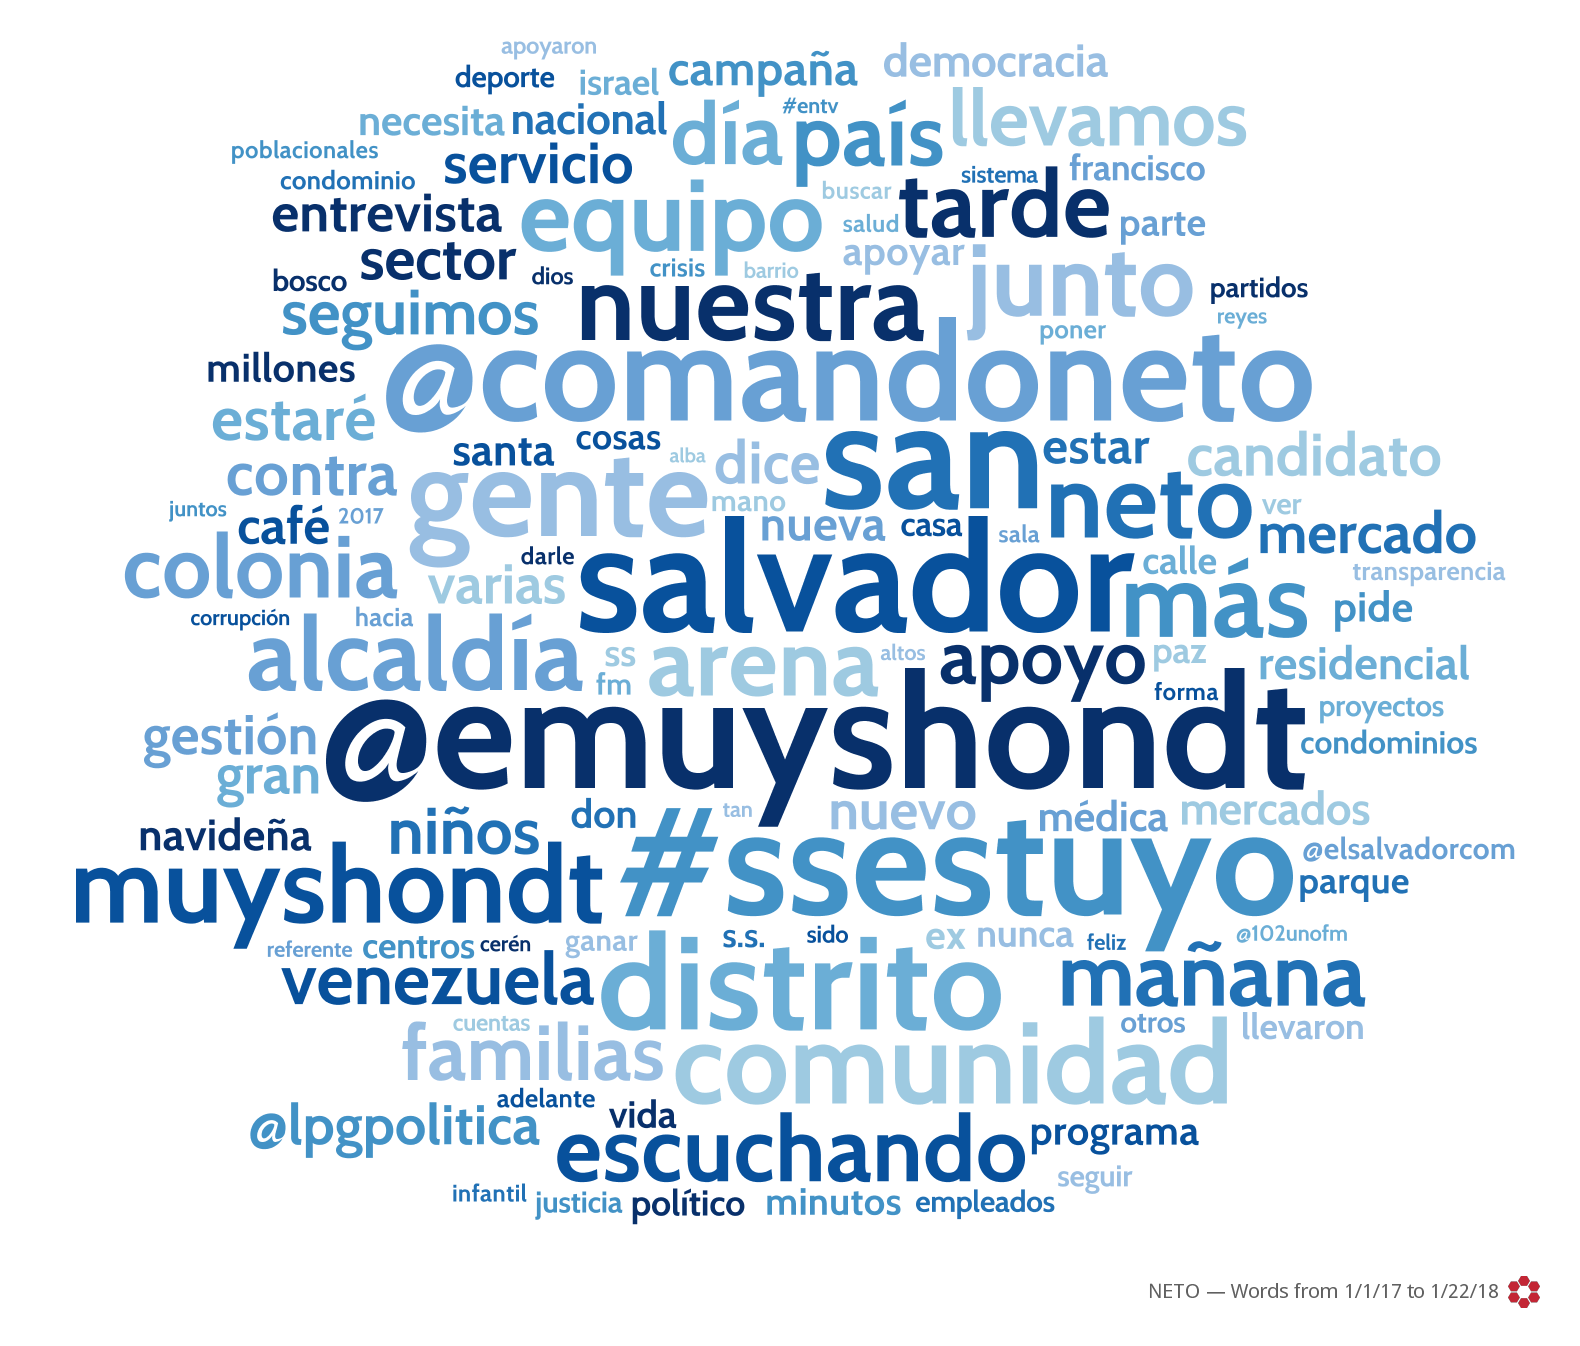 apoyaron
deporte israel campaña democracia
necesita nacional día #entv país llevamos
poblacionales servicio sistema francisco
condominio buscar tarde
entrevista equipo salud parte
sector crisis barrio apoyar junto
bosco dios nuestra partidos
seguimos poner reyes
millones @comandoneto
estaré santa cosas san estar candidato
contra gente alba dice
mano neto ver
juntos café 2017 nueva casa sala mercado
colonia darle salvador calle transparencia
varias más pide
corrupción hacia
alcaldía ss arena altos apoyo paz residencial
fm forma
gestión @emuyshondt proyectos
gran condominios
navideña niños don tan nuevo médica mercados
muyshondt #ssestuyo @elsalvadorcom
parque
referente centros cerén ganar s.s. sido ex nunca feliz @102unofm
venezuela distrito mañana
cuentas otros llevaron
familias comunidad
adelante
@lpgpolitica vida
escuchando programa
seguir
infantil justicia político minutos empleados
NETO — Words from 1/1/17 to 1/22/18